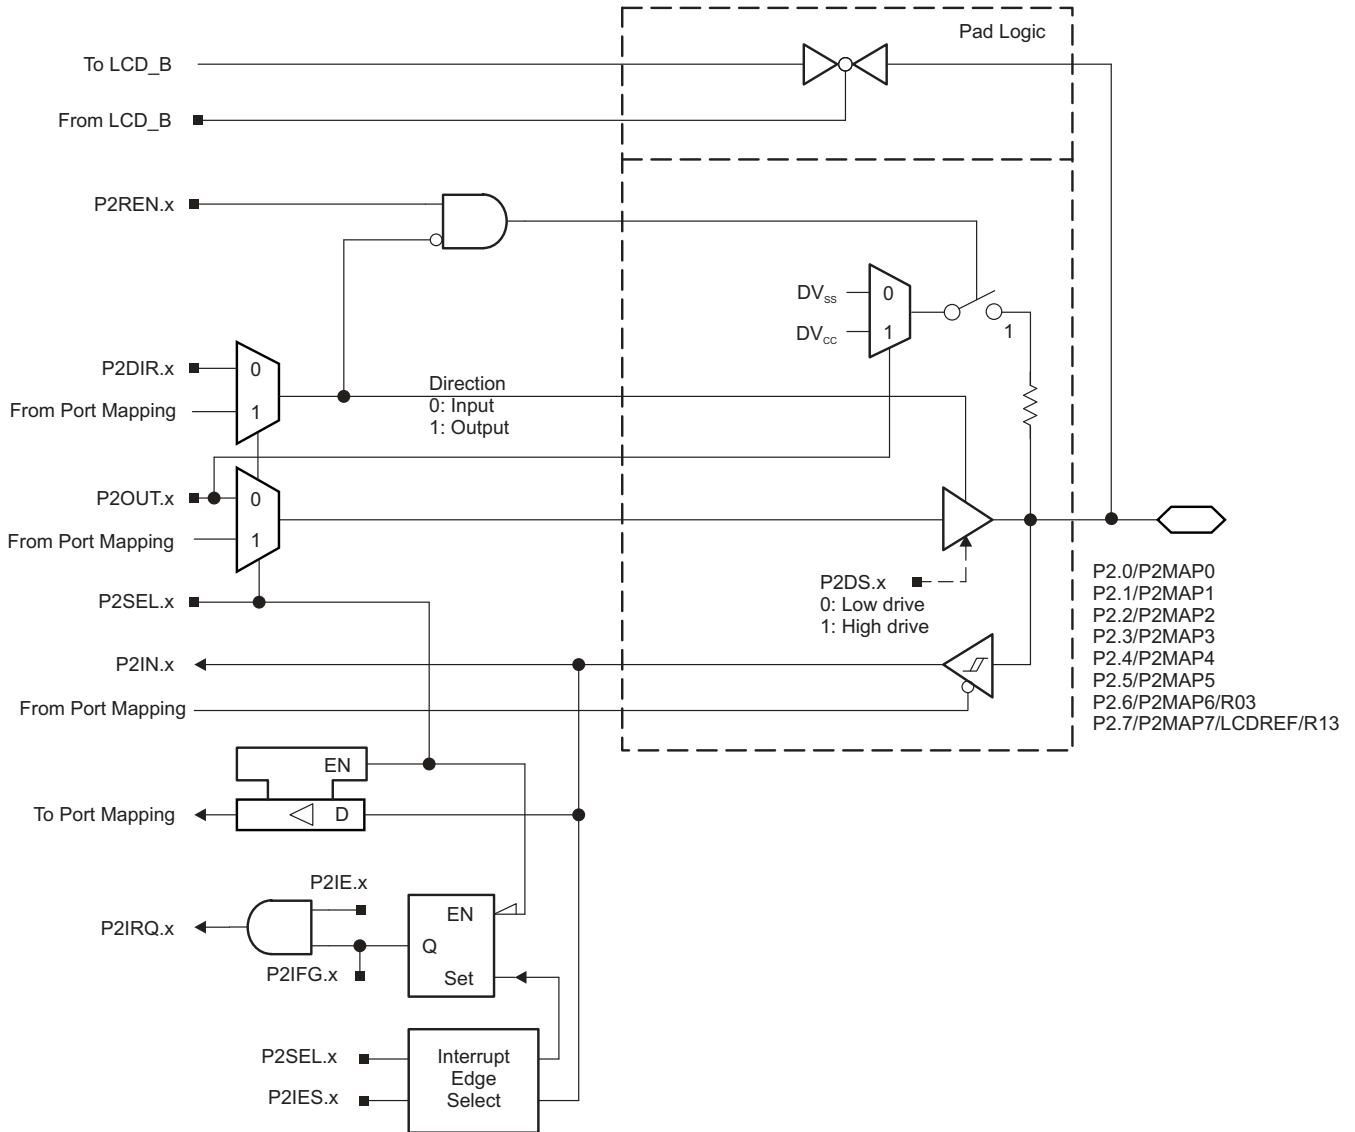 Pad Logic
To LCD_B
From LCD_B
P2REN.x
DVSS
0
DVCC
1
1
P2DIR.x
0
From Port Mapping
1
Direction
0: Input
1: Output
P2OUT.x
0
From Port Mapping
1
P2SEL.x
P2DS.x
0: Low drive
1: High drive
P2.0/P2MAP0
P2.1/P2MAP1
P2.2/P2MAP2
P2.3/P2MAP3
P2.4/P2MAP4
P2.5/P2MAP5
P2.6/P2MAP6/R03
P2.7/P2MAP7/LCDREF/R13
P2IN.x
From Port Mapping
EN
To Port Mapping
D
P2IE.x
EN
P2IRQ.x
Q
P2IFG.x
Set
P2SEL.x
P2IES.x
Interrupt
Edge
Select